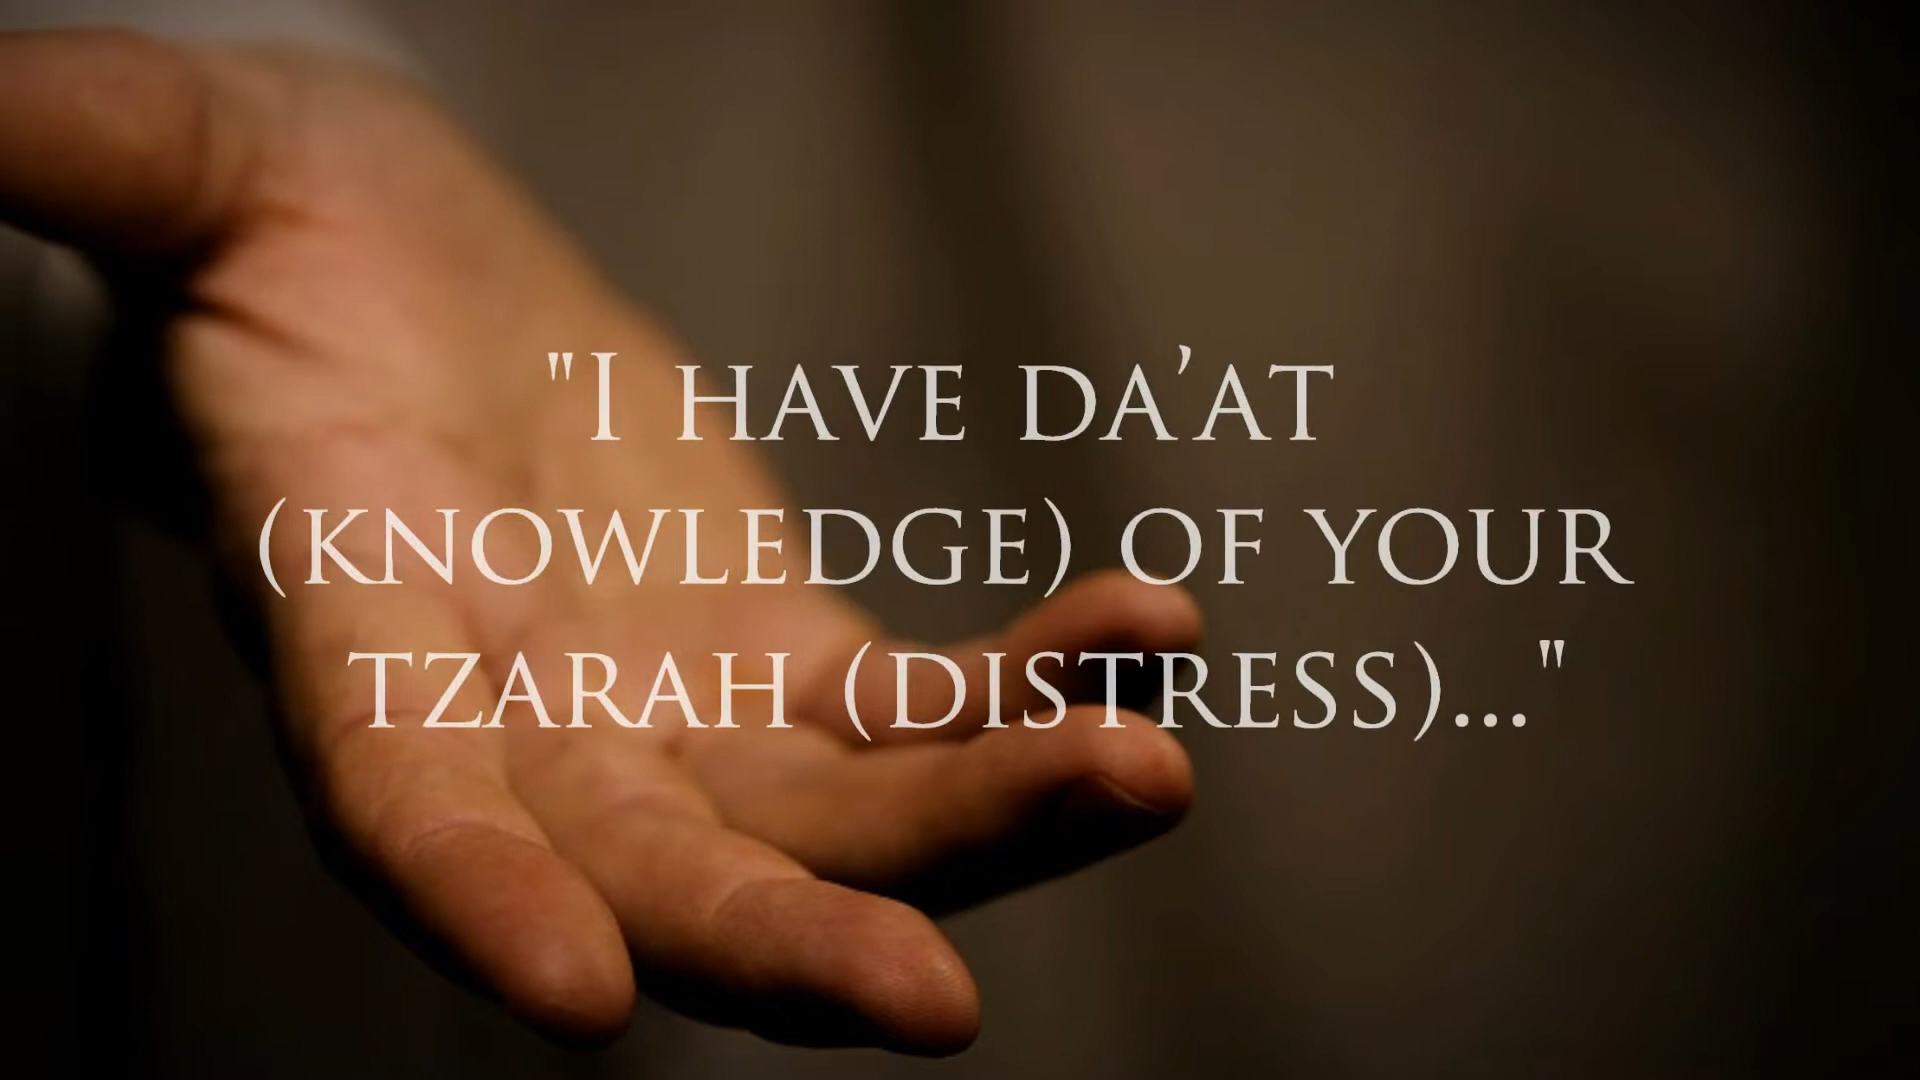 "I HAVE DA’AT
(KNOWLEDGE) OF YOUR
TZARAH (DISTRESS)..."